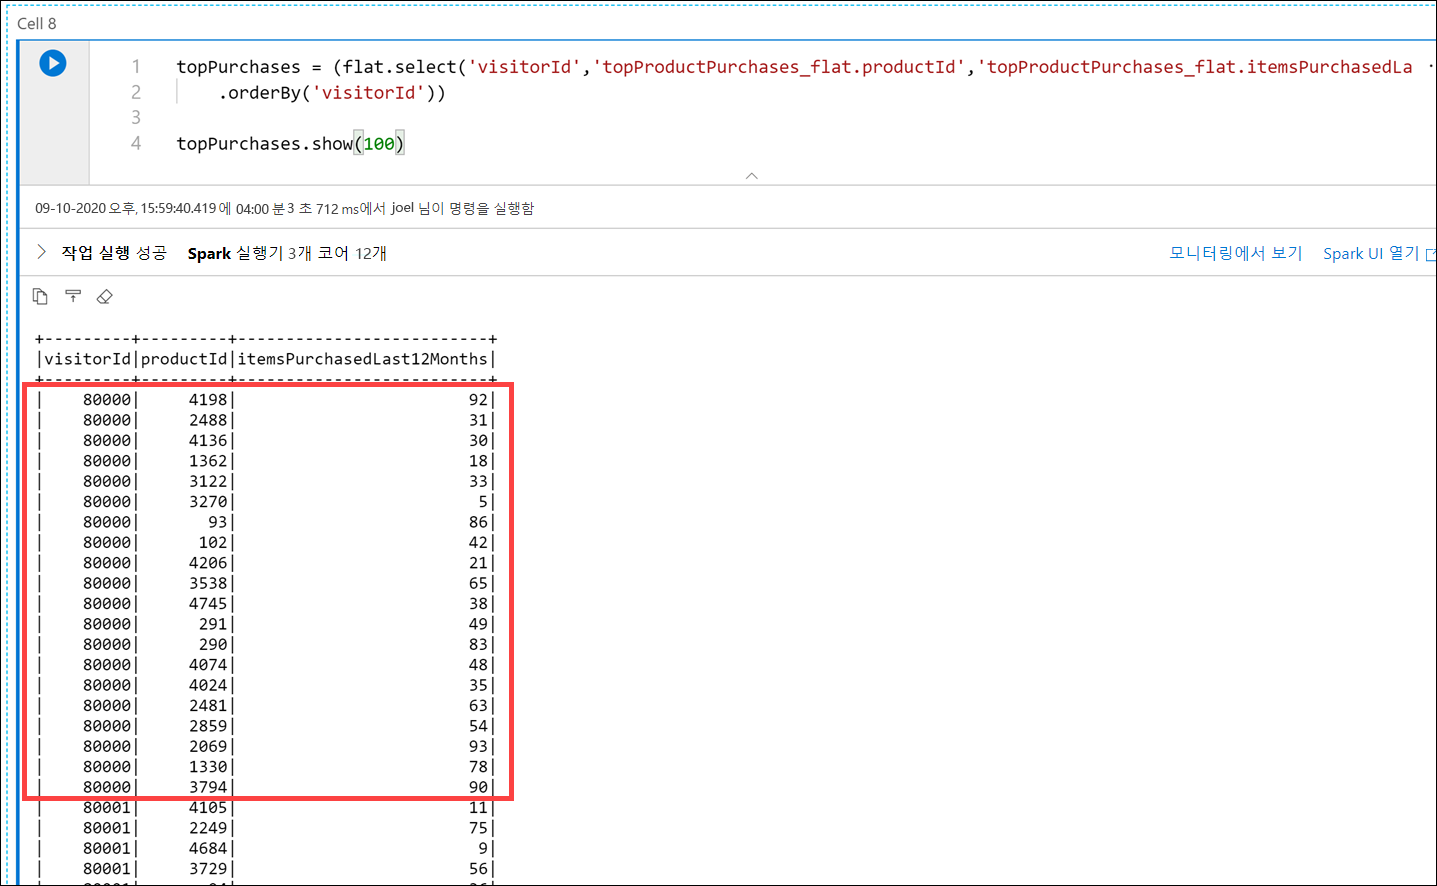 Cell 8
1 topPurchases = (flat.select('visitorId','topProductPurchases_flat.productId','topProductPurchases_flat.itemsPurchasedLa
2 .orderBy('visitorId'))
3
4 topPurchases.show(100)
09-10-2020 오후, 15:59:40.419 에 04:00 분 3 초 712 ms에서 joel 님이 명령을 실행함
작업 실행 성공 Spark 실행기 3개 코어 12개 모니터링에서 보기 Spark UI 열기
+---------+---------+--------------------------+
|visitorId|productId|itemsPurchasedLast12Months|
+---------+---------+--------------------------+
| 80000| 4198| 92|
| 80000| 2488| 31|
| 80000| 4136| 30|
| 80000| 1362| 18|
| 80000| 3122| 33|
| 80000| 3270| 5|
| 80000| 93| 86|
| 80000| 102| 42|
| 80000| 4206| 21|
| 80000| 3538| 65|
| 80000| 4745| 38|
| 80000| 291| 49|
| 80000| 290| 83|
| 80000| 4074| 48|
| 80000| 4024| 35|
| 80000| 2481| 63|
| 80000| 2859| 54|
| 80000| 2069| 93|
| 80000| 1330| 78|
| 80000| 3794| 90|
| 80001| 4105| 11|
| 80001| 2249| 75|
| 80001| 4684| 9|
| 80001| 3729| 56|